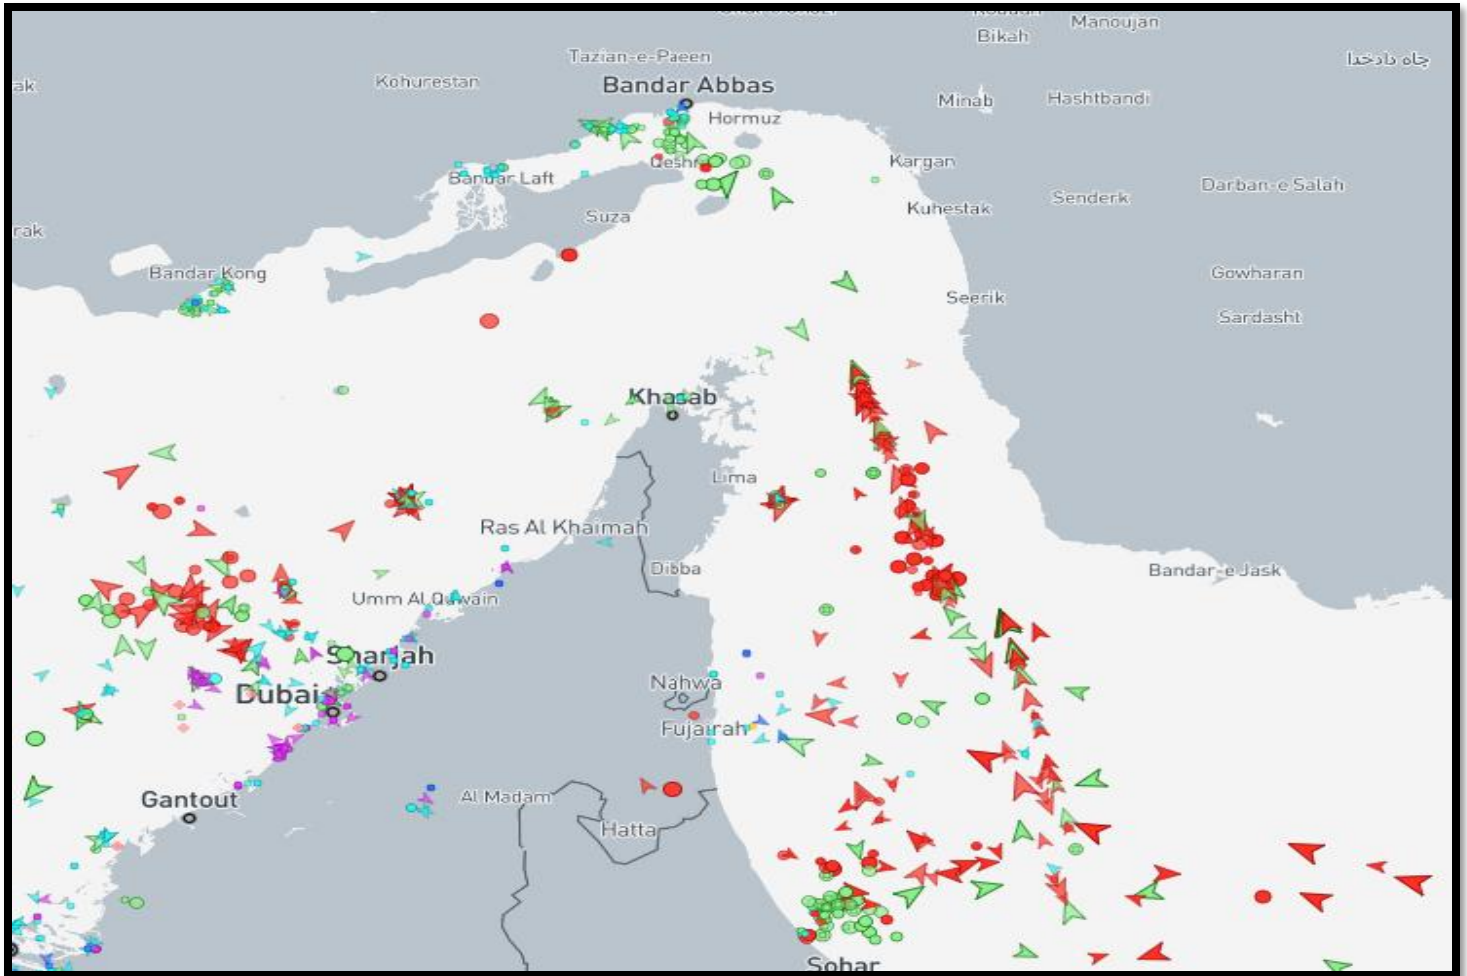 Manoujan
Bikah
Tazian-e-Paeen
چاه دادخدا
Kohurestan
Bandar Abbas
ak
Minab
Hashtbandi
Hormuz
Qeshm
Kargan
Bandar Laft
Darban-e Salah
Senderk
Kuhestak
Suza
rak
Bandar Kong
Gowharan
Seerik
Sardasht
Khasab
Lima
Ras Al Khaimah
Dibba
Bandar-e Jask
Umm Al Quwain
Sharjah
Nahwa
Dubai
Fujairah
Gantout
Al Madam
Hatta
Sohar